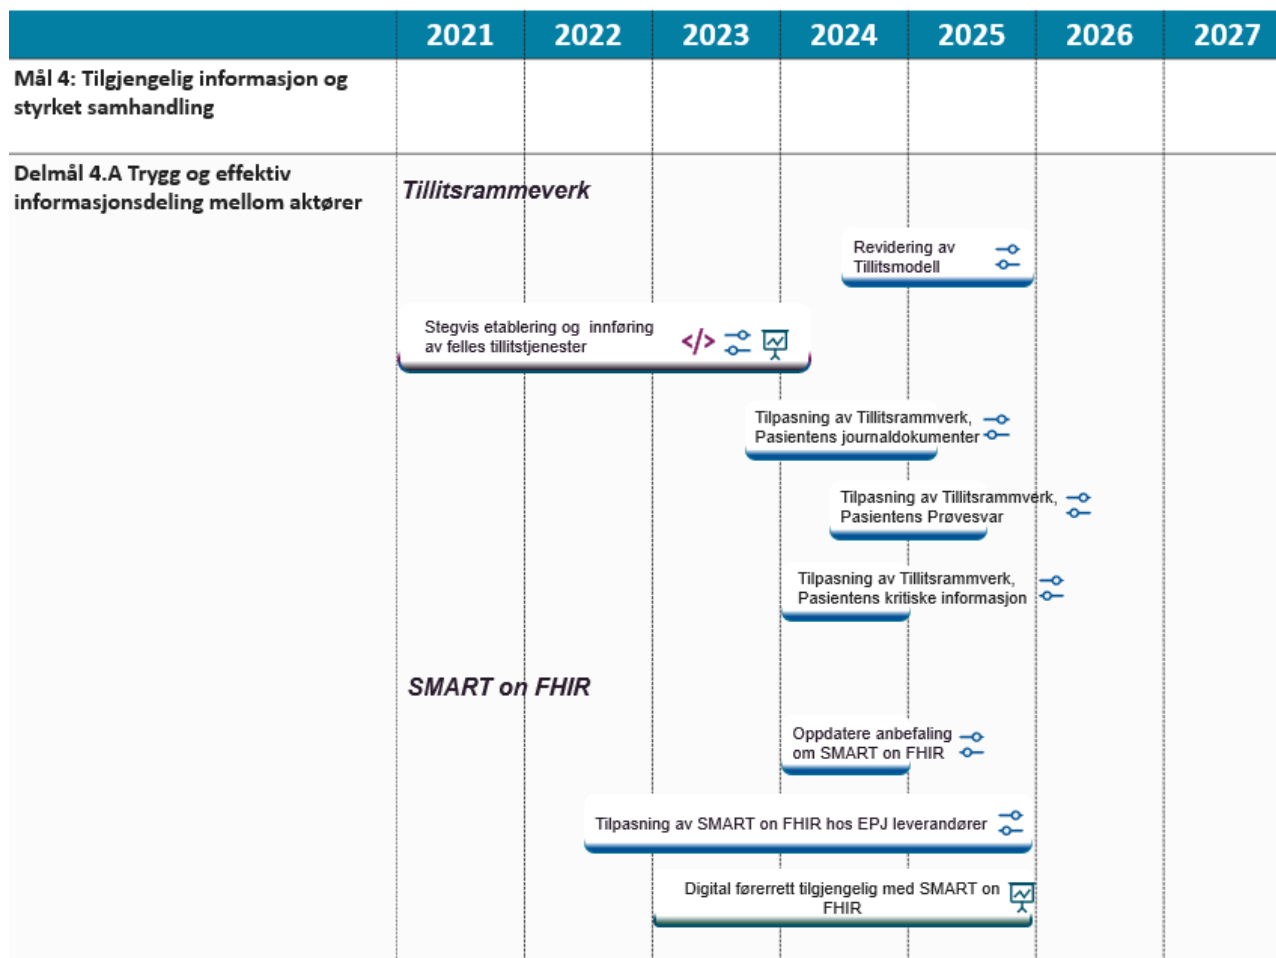 2021 2022 2023 2024 2025 2026 2027
Mål 4: Tilgjengelig informasjon og
styrket samhandling
Delmål 4.A Trygg og effektiv
informasjonsdeling mellom aktører
Tillitsrammeverk
Revidering av
Tillitsmodell
Stegvis etablering og innføring
av felles tillitstjenester
</>
Tilpasning av Tillitsrammverk,
Pasientens journaldokumenter
Tilpasning av Tillitsrammverk,
Pasientens Prøvesvar
Tilpasning av Tillitsrammverk,
Pasientens kritiske informasjon
SMART on FHIR
Oppdatere anbefaling
om SMART on FHIR
Tilpasning av SMART on FHIR hos EPJ leverandører
Digital førerrett tilgjengelig med SMART on
FHIR